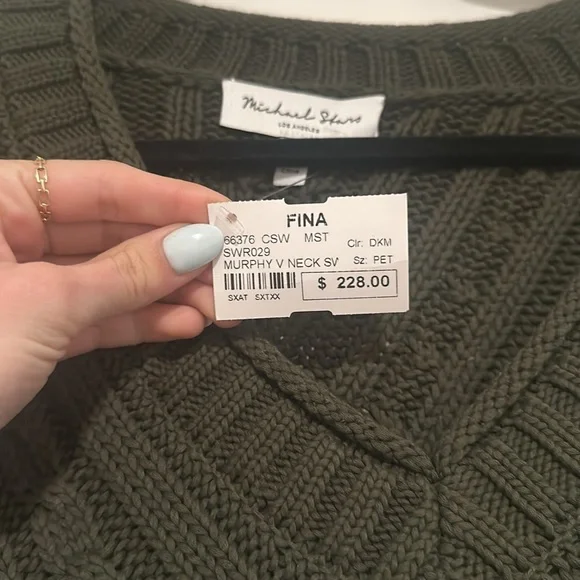 Michael Stars
LOS ANGELES
FINA
66376 CSW MST
Clr: DKM
SWR029
MURPHY V NECK SV
Sz: PET
$ 228.00
SXAT SXTXX